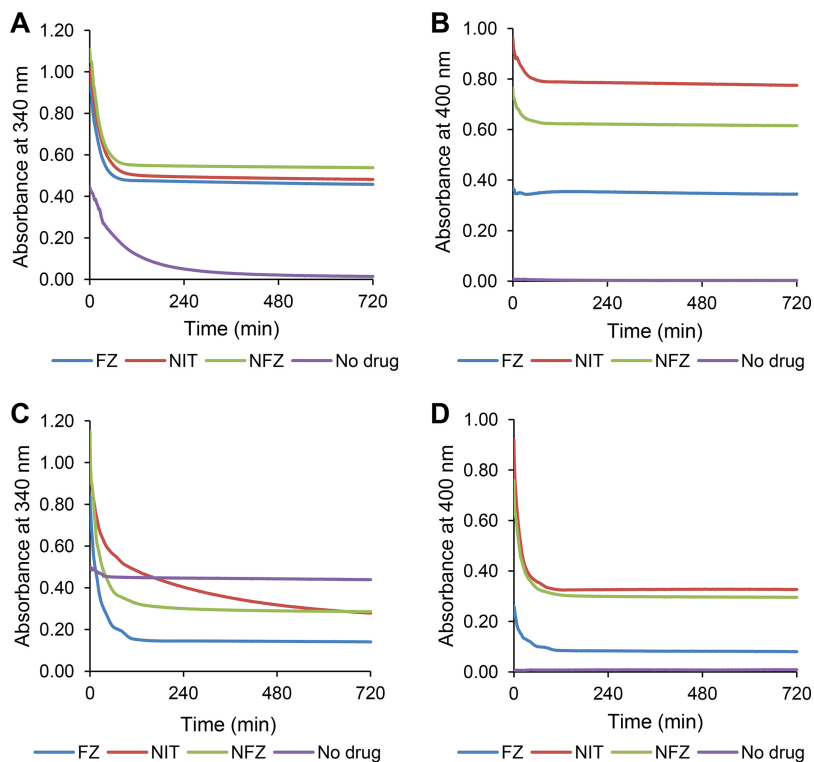 A
Absorbance at 340 nm
1.20
1.00
0.80
0.60
0.40
0.20
0.00
0 240 480 720
Time (min)
FZ NIT NFZ No drug
B
Absorbance at 400 nm
1.00
0.80
0.60
0.40
0.20
0.00
0 240 480 720
Time (min)
FZ NIT NFZ No drug
C
Absorbance at 340 nm
1.20
1.00
0.80
0.60
0.40
0.20
0.00
0 240 480 720
Time (min)
FZ NIT NFZ No drug
D
Absorbance at 400 nm
1.00
0.80
0.60
0.40
0.20
0.00
0 240 480 720
Time (min)
FZ NIT NFZ No drug